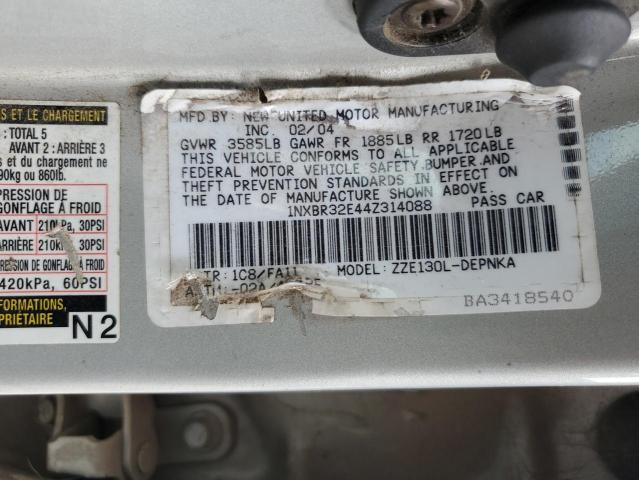 S ET LE CHARGEMENT
: TOTAL 5
AVANT 2 : ARRIÈRE 3
ds du chargement ne
90kg ou 860lb.
PRESSION DE
GONFLAGE À FROID
AVANT 210kPa, 30PSI
ARRIÈRE 210kPa, 30PSI
PRESSION DE GONFLAGE À FROID
420kPa, 60PSI
FORMATIONS,
PRIÉTAIRE
N2
MFD.BY: NEW UNITED MOTOR MANUFACTURING
INC. 02/04
GVWR 3585LB GAWR FR 1885LB RR 1720LB
THIS VEHICLE CONFORMS TO ALL APPLICABLE
FEDERAL MOTOR VEHICLE SAFETY,BUMPER,AND
THEFT PREVENTION STANDARDS IN EFFECT ON
THE DATE OF MANUFACTURE SHOWN ABOVE.
1NXBR32E44Z314088 PASS CAR
TR: 1C8/FA11 MODEL: ZZE130L-DEPNKA
BA3418540